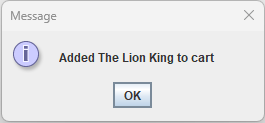 Message
Added The Lion King to cart
OK